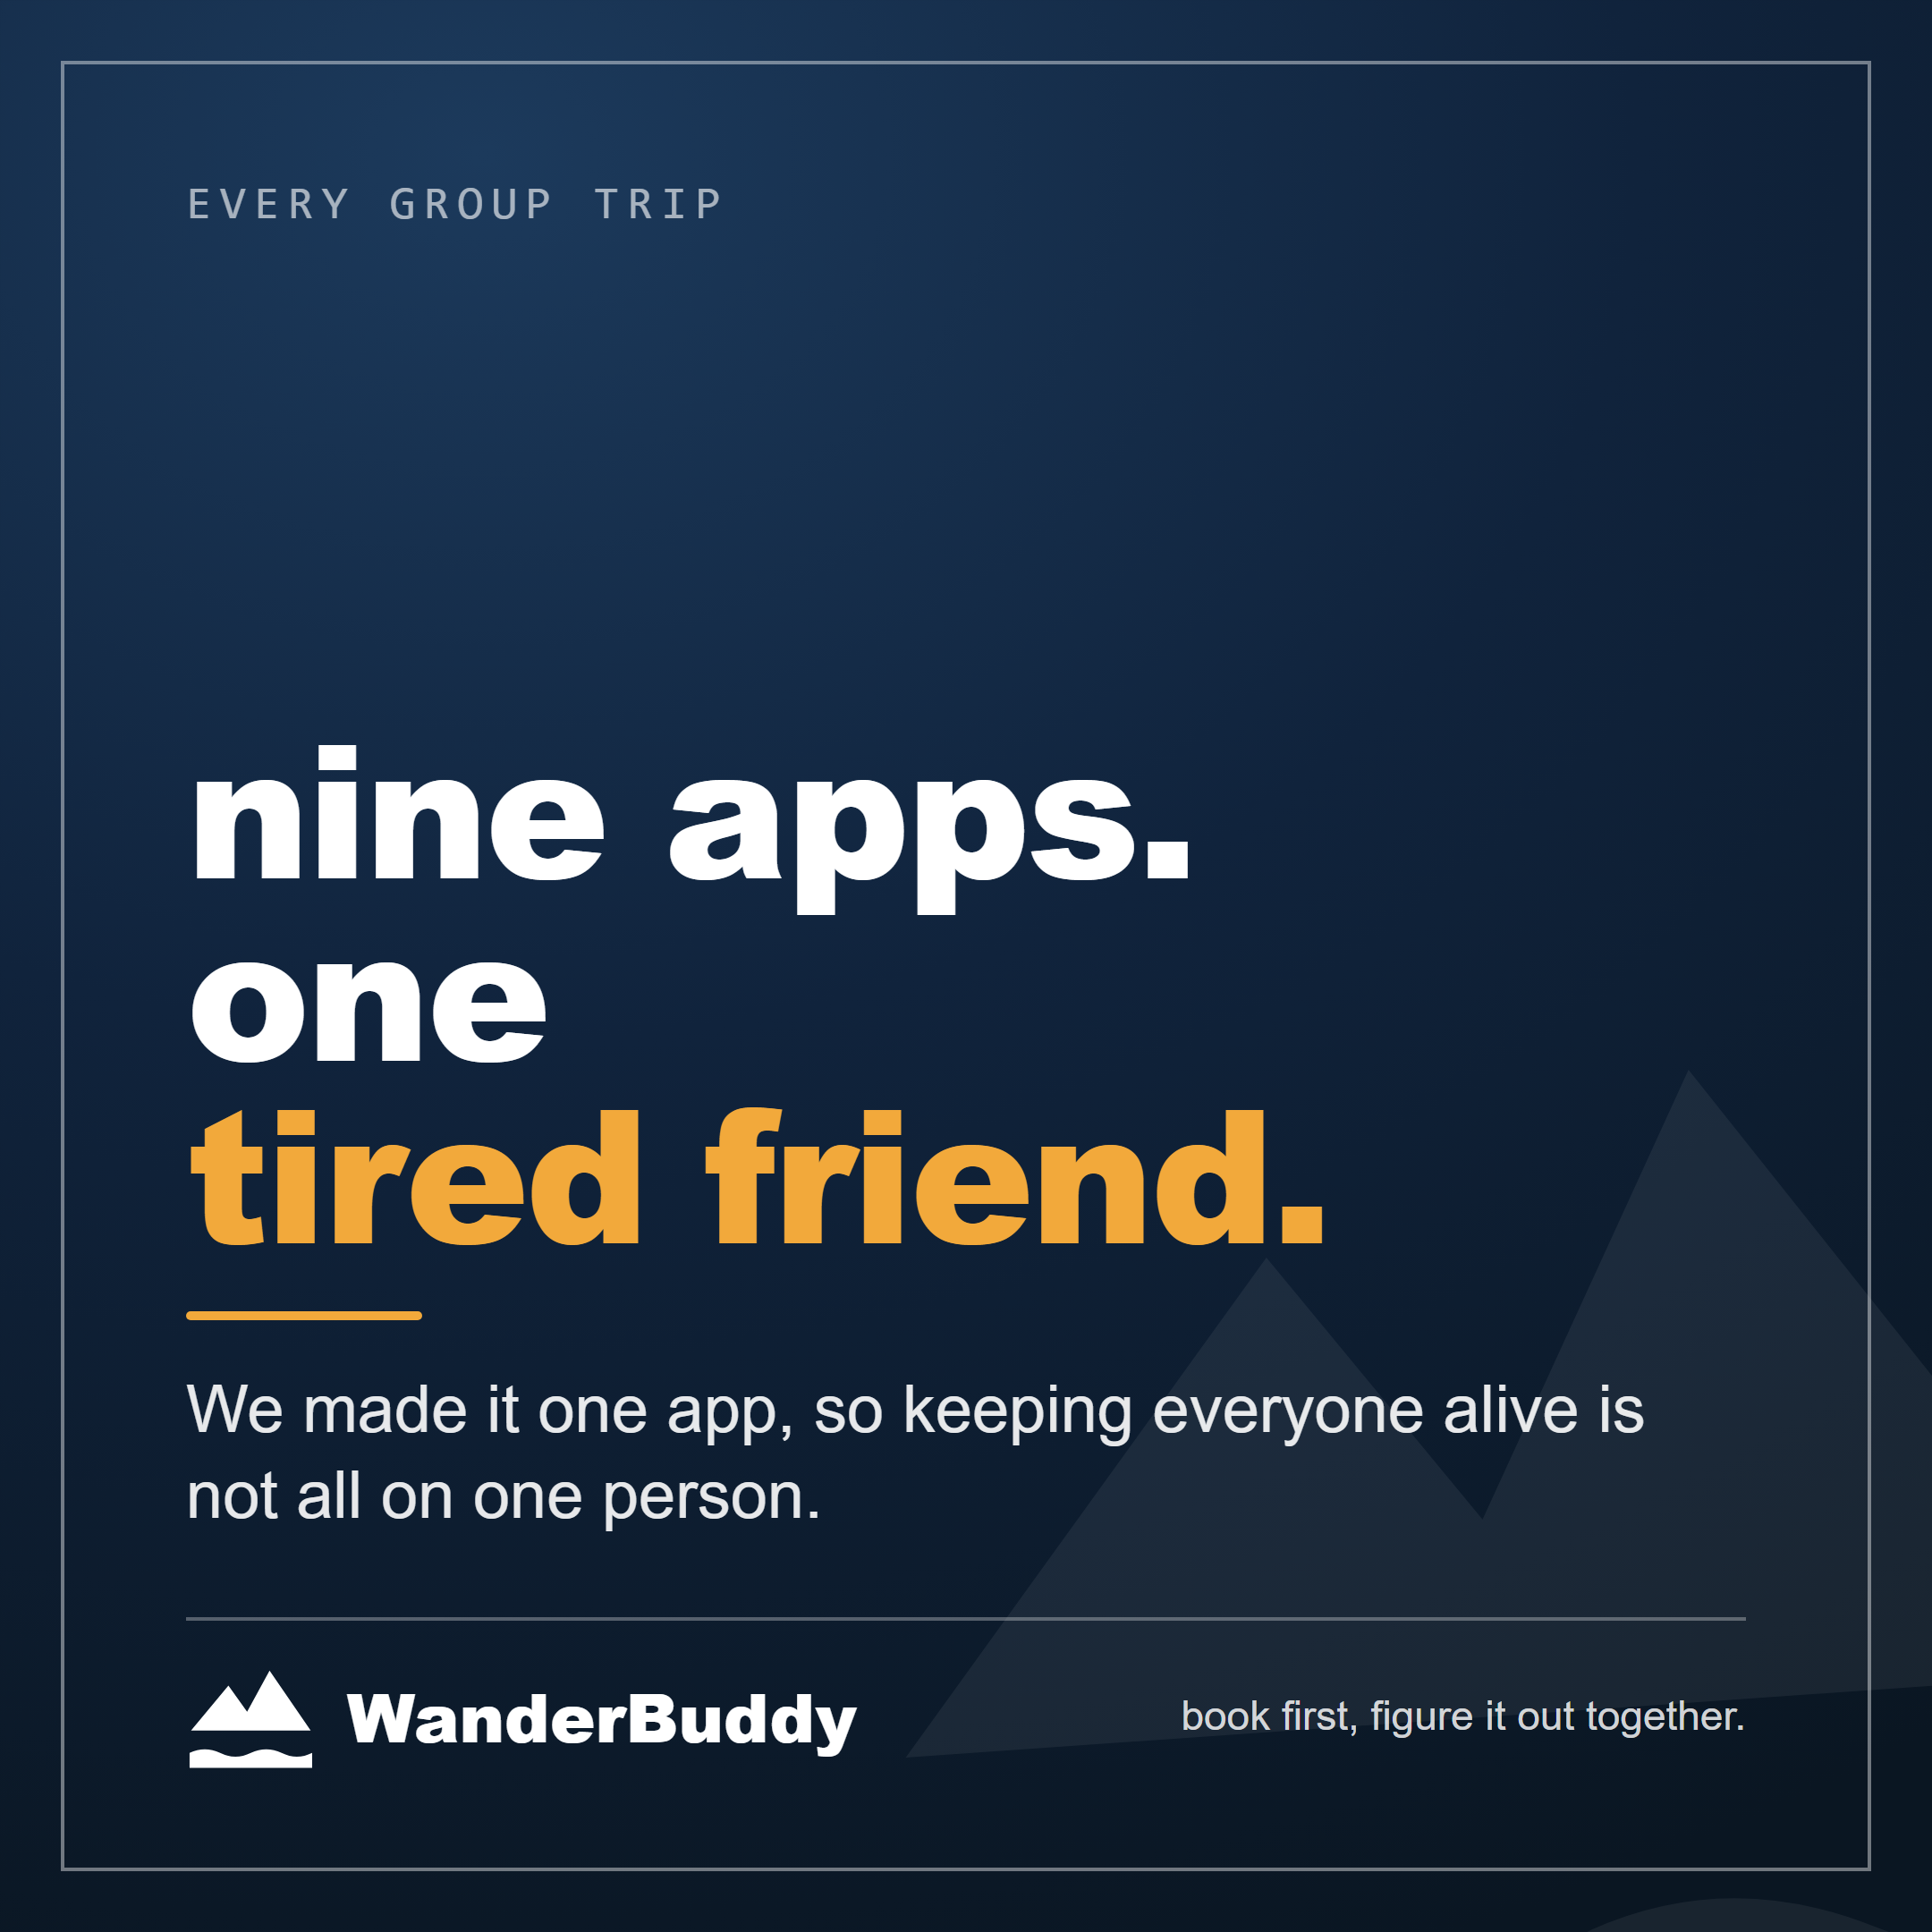 EVERY GROUP TRIP
nine apps.
one
tired friend.
We made it one app, so keeping everyone alive is
not all on one person.
WanderBuddy
book first, figure it out together.